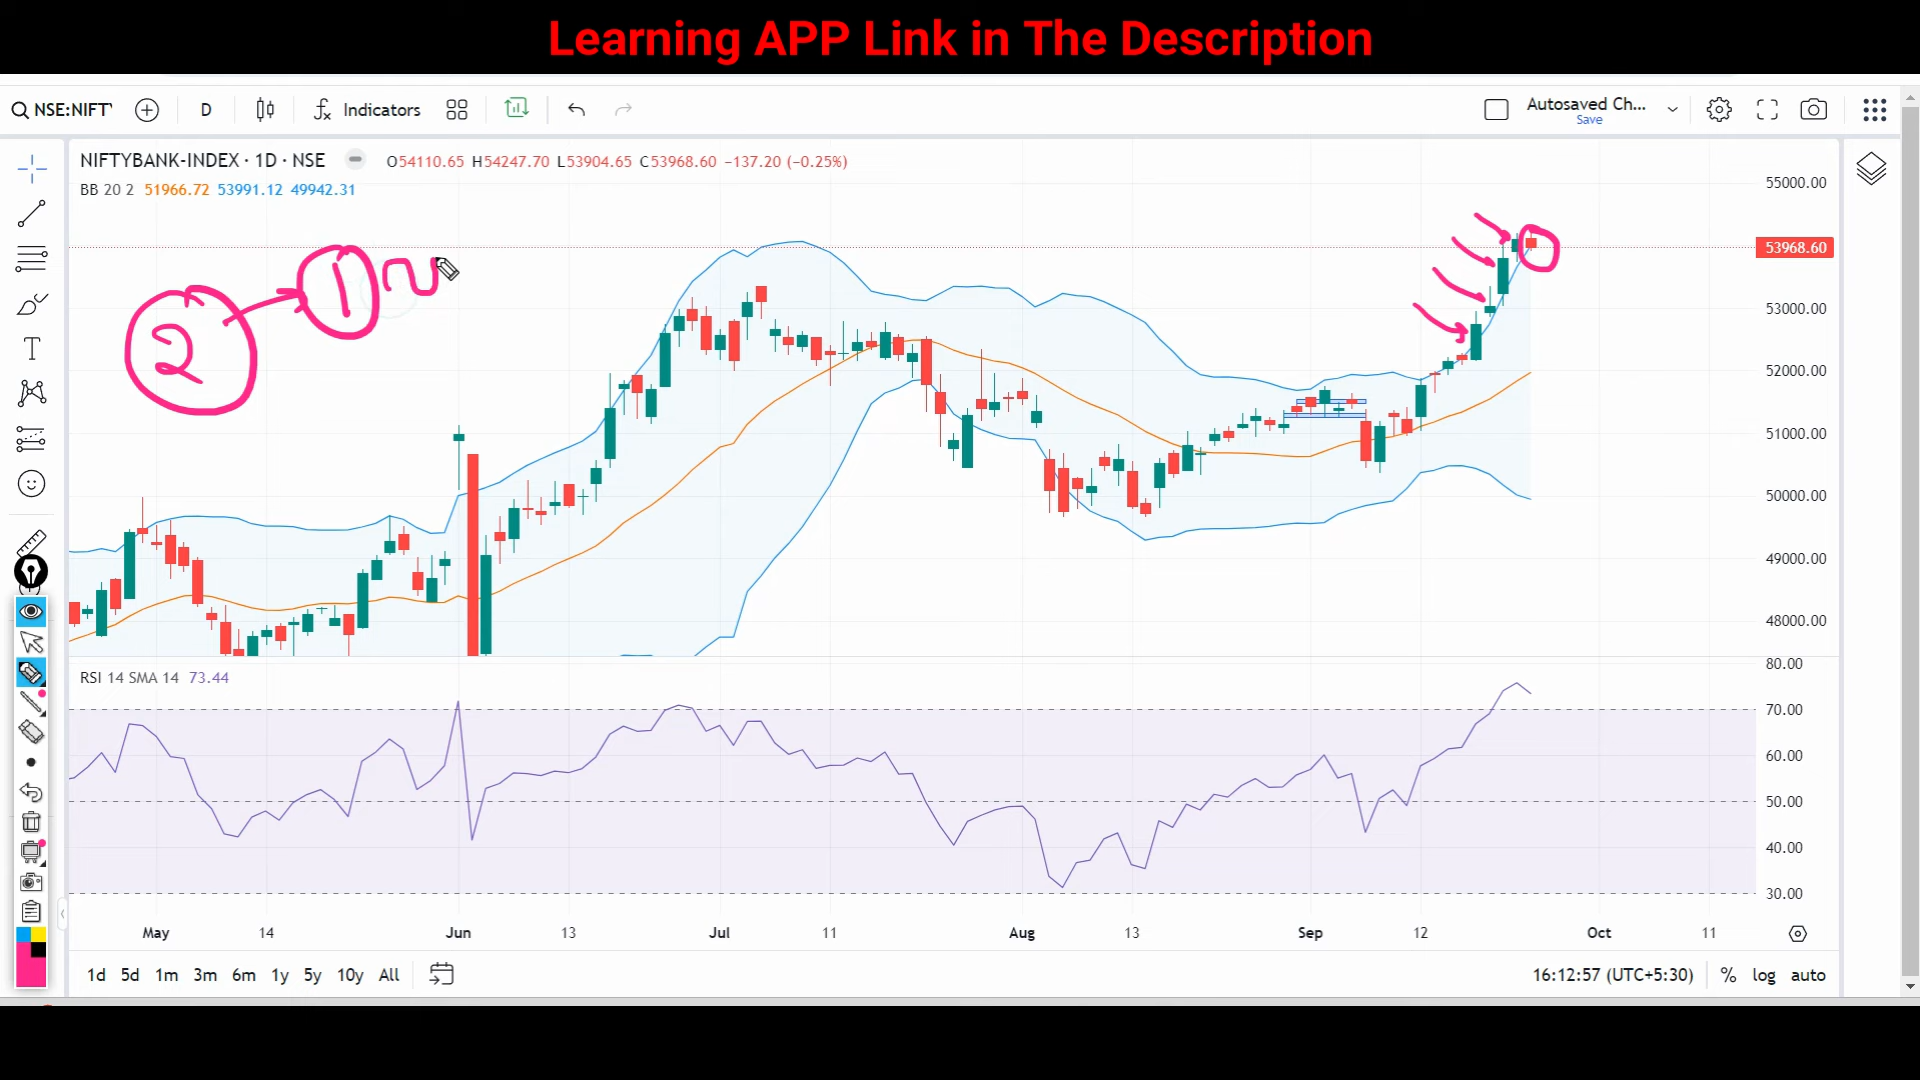 Learning APP Link in The Description
NSE:NIFTY
D
Indicators
Autosaved Ch...
Save
NIFTYBANK-INDEX · 1D · NSE
O54110.65 H54247.70 L53904.65 C53968.60 −137.20 (−0.25%)
BB 20 2 51966.72 53991.12 49942.31
55000.00
53968.60
53000.00
52000.00
51000.00
50000.00
49000.00
48000.00
2
1
RSI 14 SMA 14 73.44
80.00
70.00
60.00
50.00
40.00
30.00
May 14 Jun 13 Jul 11 Aug 13 Sep 12 Oct 11
1d 5d 1m 3m 6m 1y 5y 10y All
16:12:57 (UTC+5:30) % log auto